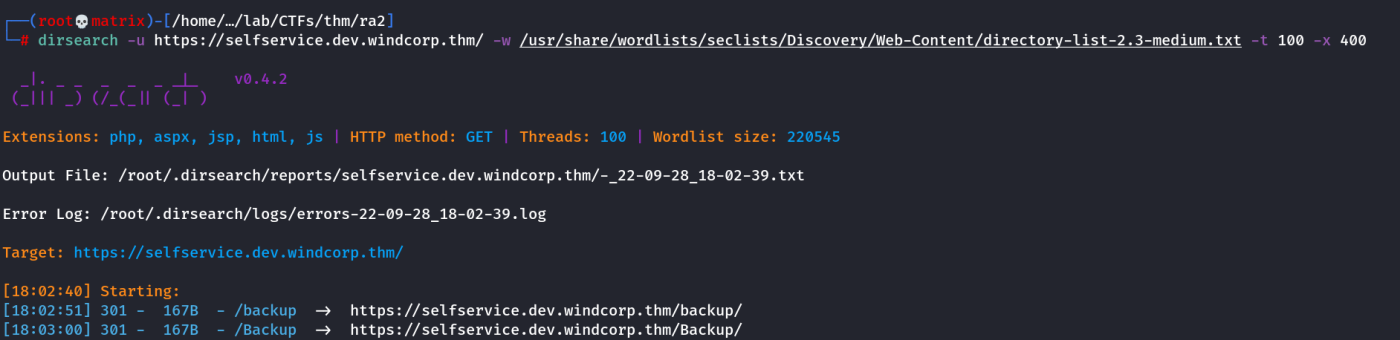 ┌──(root💀matrix)-[/home/…/lab/CTFs/thm/ra2]
└─# dirsearch -u https://selfservice.dev.windcorp.thm/ -w /usr/share/wordlists/seclists/Discovery/Web-Content/directory-list-2.3-medium.txt -t 100 -x 400
  _|. _ _  _  _  _ _|_    v0.4.2
 (_||| _) (/_(_|| (_| )
Extensions: php, aspx, jsp, html, js | HTTP method: GET | Threads: 100 | Wordlist size: 220545
Output File: /root/.dirsearch/reports/selfservice.dev.windcorp.thm/-_22-09-28_18-02-39.txt
Error Log: /root/.dirsearch/logs/errors-22-09-28_18-02-39.log
Target: https://selfservice.dev.windcorp.thm/
[18:02:40] Starting:
[18:02:51] 301 -  167B  - /backup  ->  https://selfservice.dev.windcorp.thm/backup/
[18:03:00] 301 -  167B  - /Backup  ->  https://selfservice.dev.windcorp.thm/Backup/